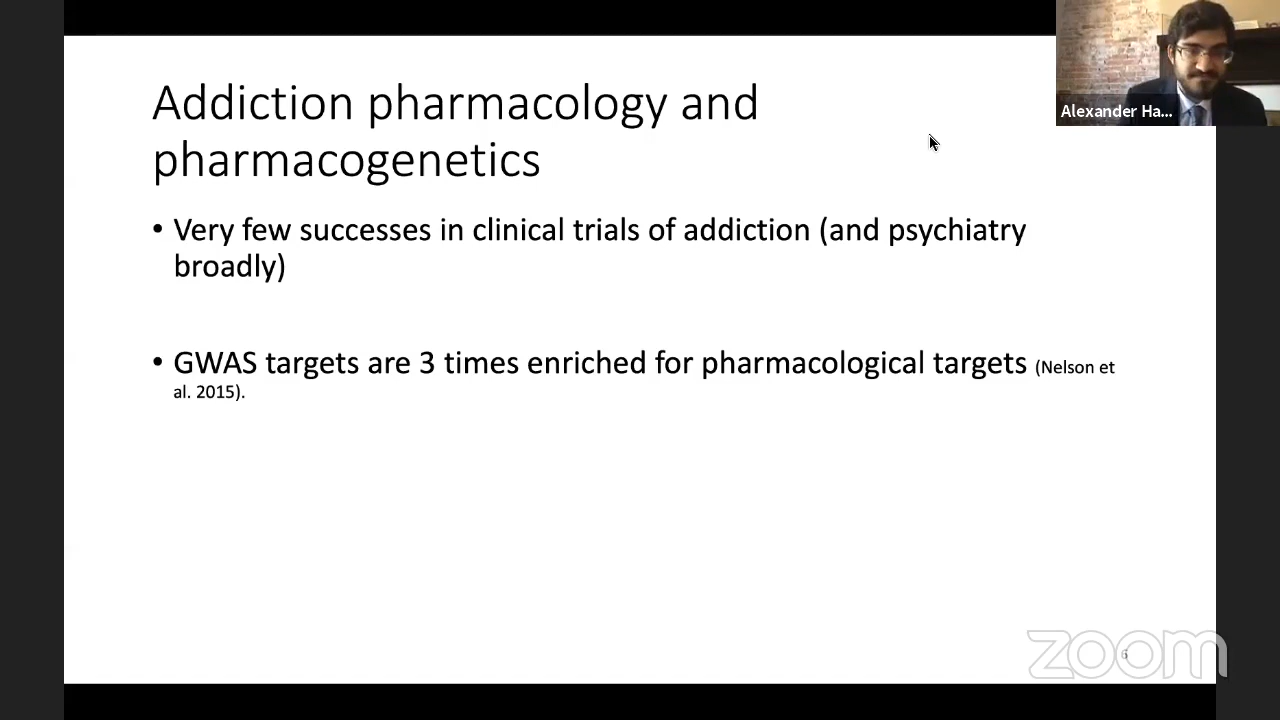 Addiction pharmacology and
pharmacogenetics
• Very few successes in clinical trials of addiction (and psychiatry
broadly)
• GWAS targets are 3 times enriched for pharmacological targets (Nelson et
al. 2015).
Alexander Ha...
zoom
6